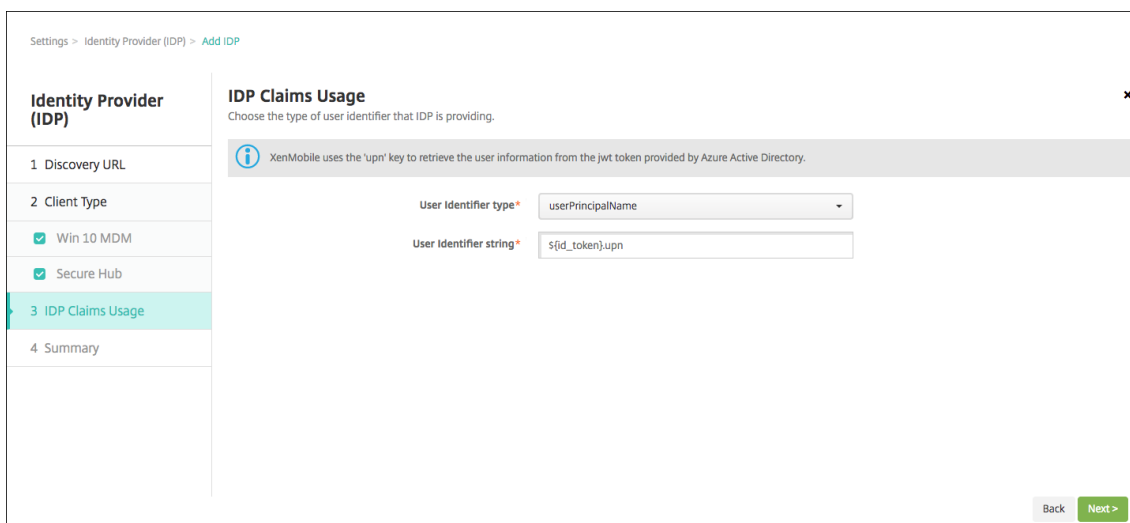 Settings > Identity Provider (IDP) > Add IDP
Identity Provider
(IDP)
1 Discovery URL
2 Client Type
Win 10 MDM
Secure Hub
3 IDP Claims Usage
4 Summary
IDP Claims Usage
Choose the type of user identifier that IDP is providing.
XenMobile uses the 'upn' key to retrieve the user information from the jwt token provided by Azure Active Directory.
User Identifier type* userPrincipalName
User Identifier string* ${id_token}.upn
Back Next >